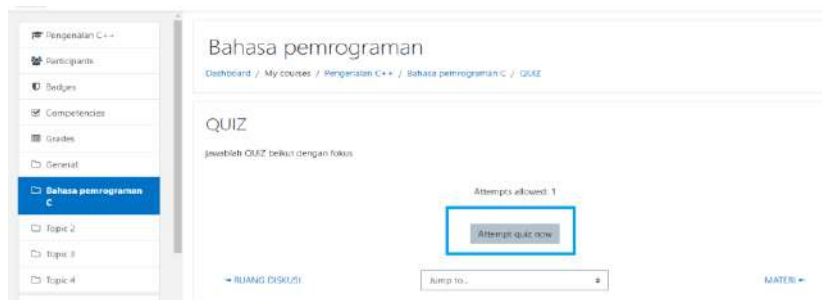 Pengenalan C++
Participants
Badges
Competencies
Grades
General
Bahasa pemrograman
C
Topic 2
Topic 3
Topic 4
Bahasa pemrograman
Dashboard / My courses / Pengenalan C++ / Bahasa pemrograman C / QUIZ
QUIZ
Jawablah QUIZ beikut dengan fokus
Attempts allowed: 1
Attempt quiz now
RUANG DISKUSI
Jump to...
MATERI